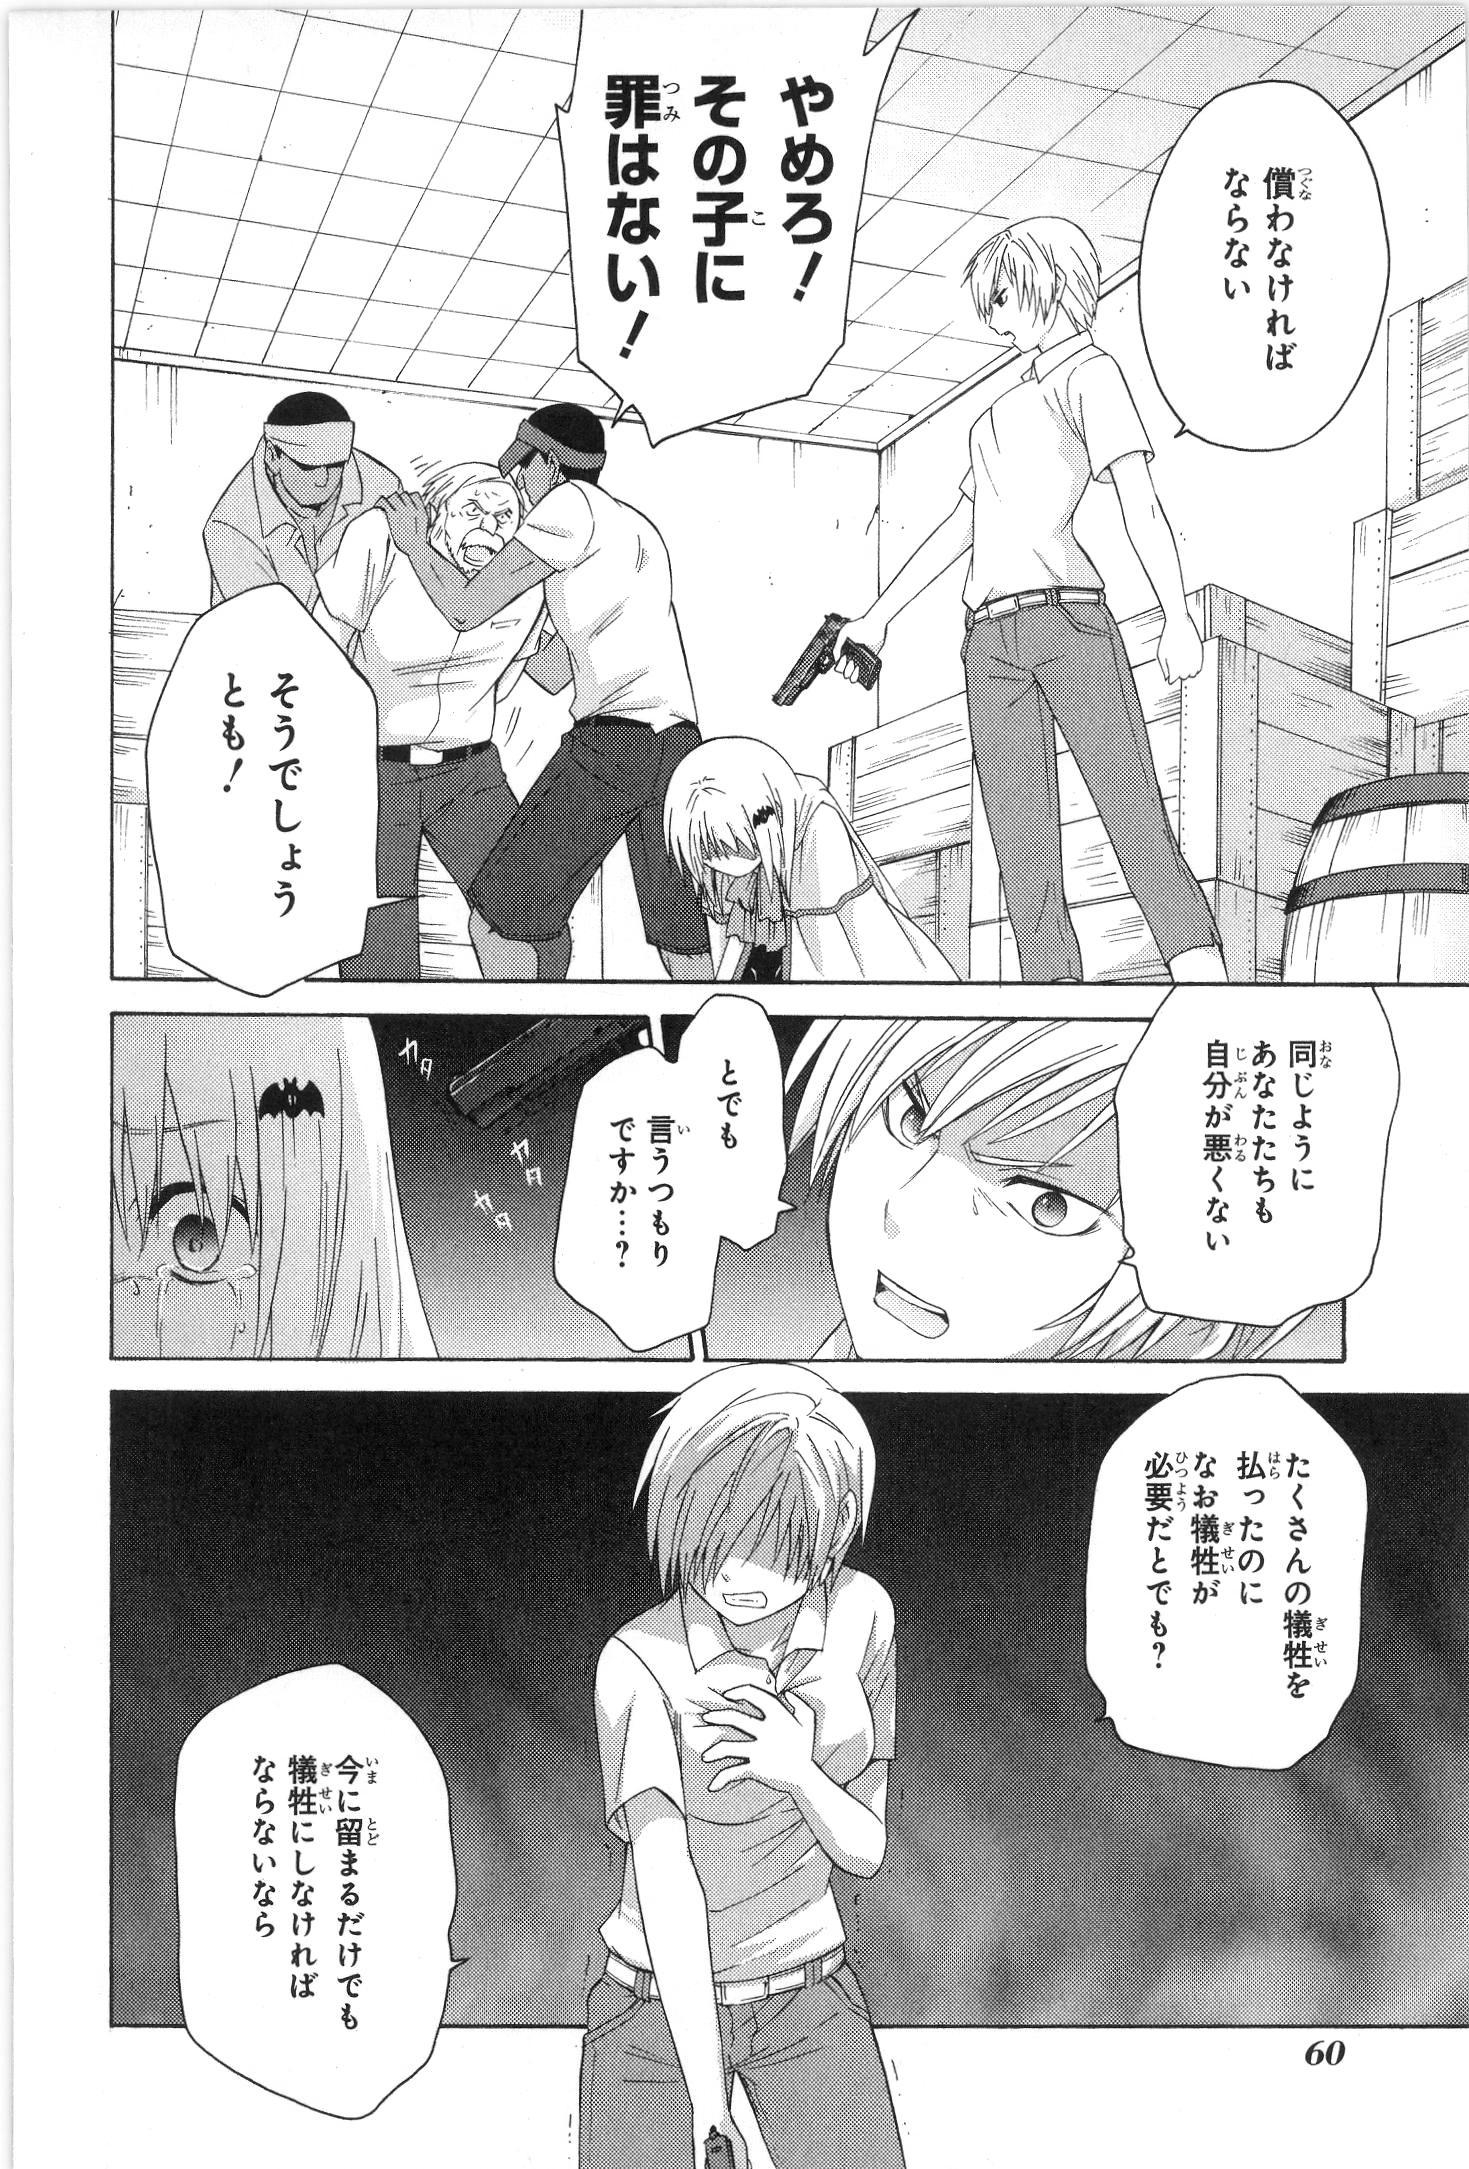 償わなければ
ならない
やめろ！
その子に
罪はない！
そうでしょう
とも！
同じように
あなたたちも
自分が悪くない
とでも
言うつもり
ですか…？
カタ
カタ
カタ
たくさんの犠牲を
払ったのに
なお犠牲が
必要だとでも？
今に留まるだけでも
犠牲にしなければ
ならないなら
60